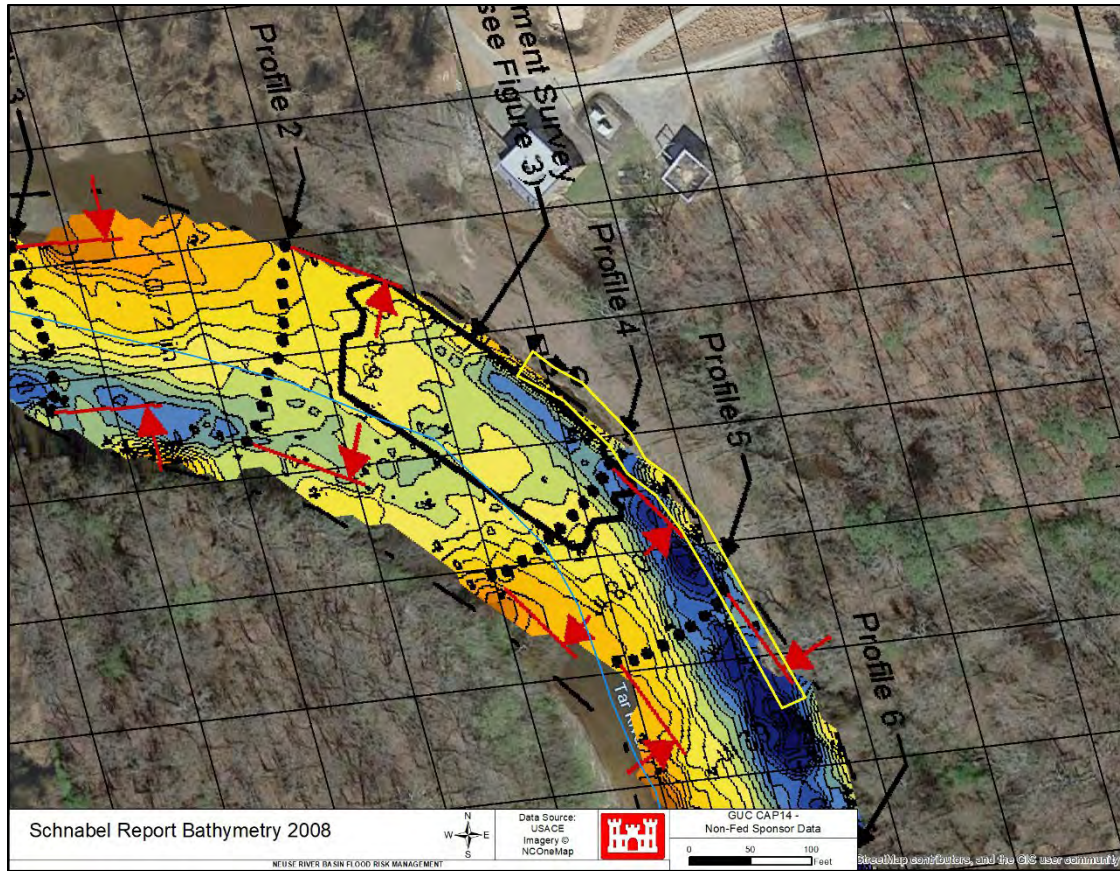 3
Profile 2
ment Survey
see Figure 3)
Profile 4
Profile 5
Profile 6
Tar
Schnabel Report Bathymetry 2008
N
W E
S
Data Source:
USACE
Imagery ©
NCOneMap
GUC CAP14 -
Non-Fed Sponsor Data
0 50 100
Feet
NEUSE RIVER BASIN FLOOD RISK MANAGEMENT
StreetMap contributors, and the GIS user community